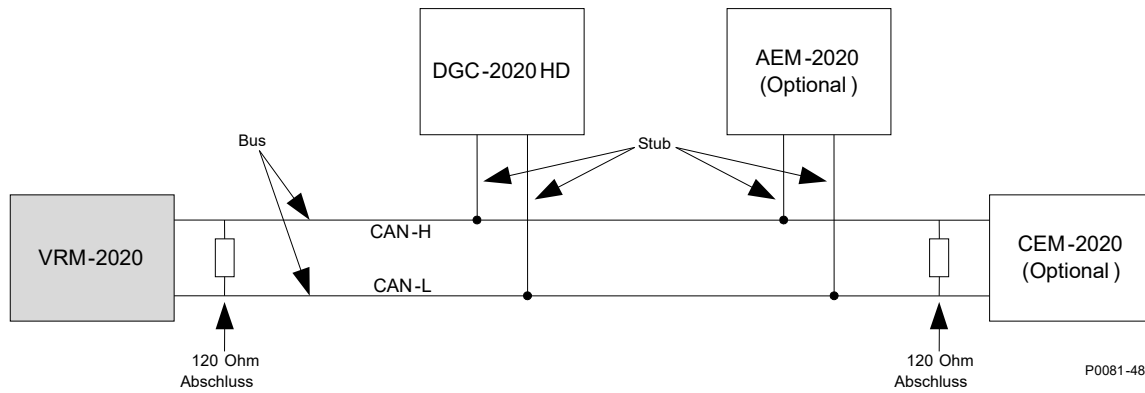 DGC-2020HD
AEM-2020
(Optional)
Bus
Stub
CAN-H
VRM-2020
CEM-2020
(Optional)
CAN-L
120 Ohm
Abschluss
120 Ohm
Abschluss
P0081-48